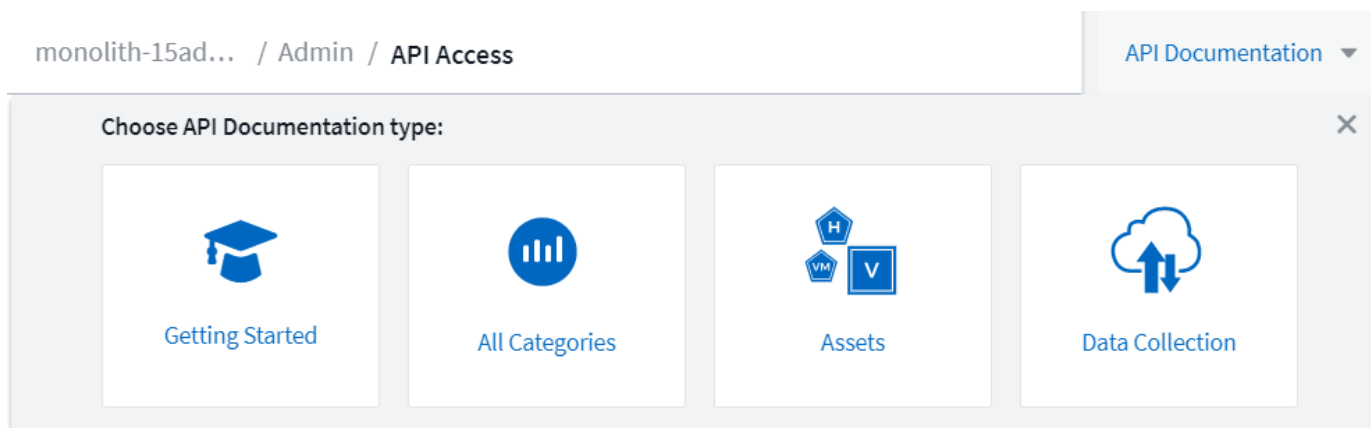 monolith-15ad... / Admin / API Access
API Documentation
Choose API Documentation type:
H
VM
V
Getting Started
All Categories
Assets
Data Collection